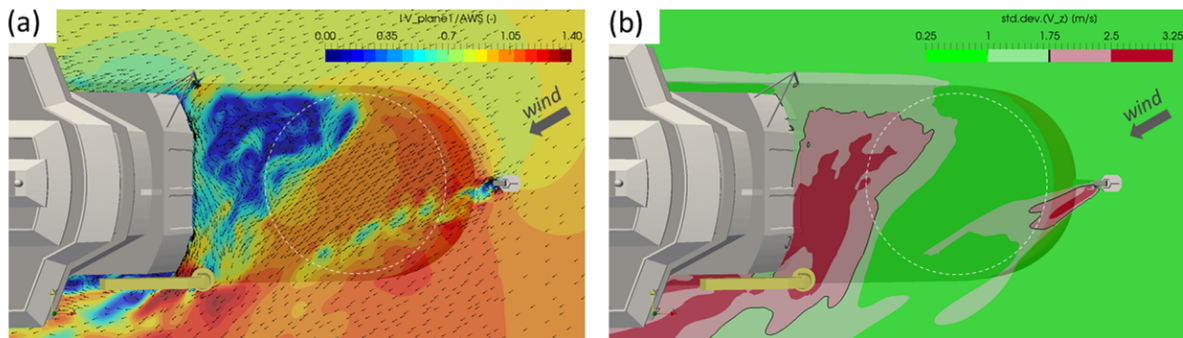 (a)
I:V_plane1/AWS (-)
0.00 0.35 0.7 1.05 1.40
wind
(b)
std.dev.(V_z) (m/s)
0.25 1 1.75 2.5 3.25
wind